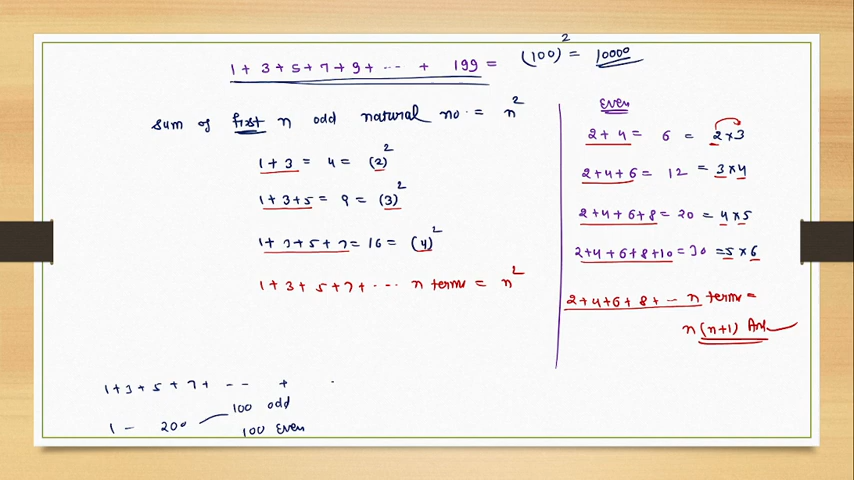 1 + 3 + 5 + 7 + 9 + ... + 199 = (100)² = 10000
Sum of first n odd natural no. = n²
1 + 3 = 4 = (2)²
1 + 3 + 5 = 9 = (3)²
1 + 3 + 5 + 7 = 16 = (4)²
1 + 3 + 5 + 7 + ... n terms = n²
Even
2 + 4 = 6 = 2 × 3
2 + 4 + 6 = 12 = 3 × 4
2 + 4 + 6 + 8 = 20 = 4 × 5
2 + 4 + 6 + 8 + 10 = 30 = 5 × 6
2 + 4 + 6 + 8 + -- n terms =
n (n+1) Ans
1 + 3 + 5 + 7 + -- -- +
100 odd
1 - 200
100 Even